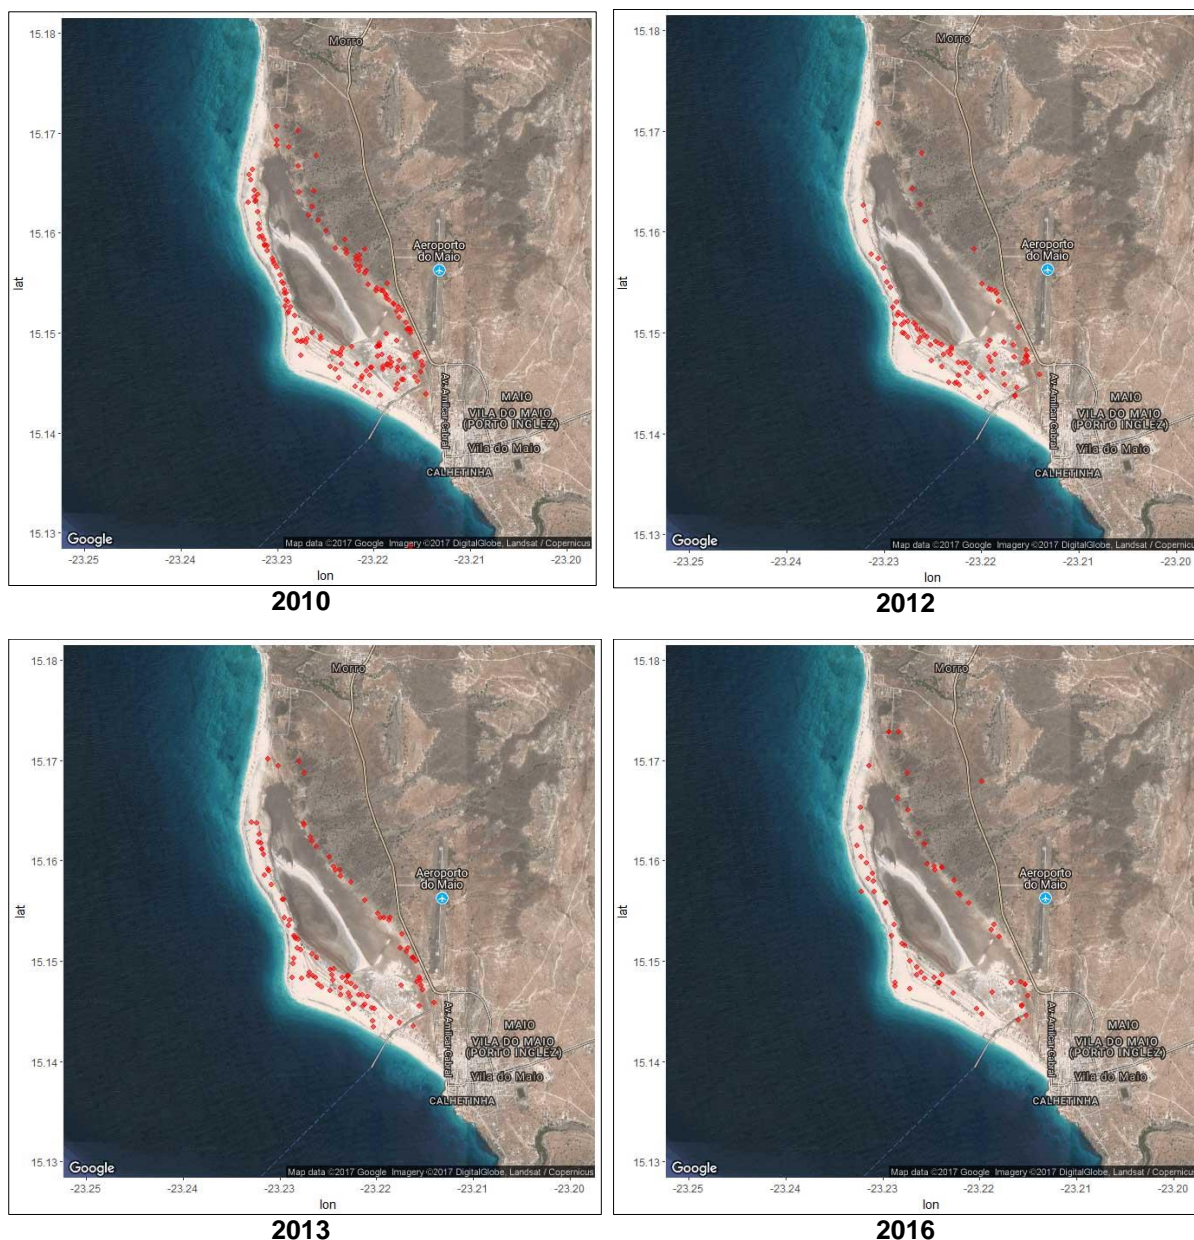 15.18
15.17
15.16
15.15
15.14
15.13
lat
Morro
Aeroporto
do Maio
Av. Amílcar Cabral
MAIO
VILA DO MAIO
(PORTO INGLEZ)
Vila do Maio
CALHETINHA
Google
Map data ©2017 Google Imagery ©2017 DigitalGlobe, Landsat / Copernicus
-23.25 -23.24 -23.23 -23.22 -23.21 -23.20
lon
2010
15.18
15.17
15.16
15.15
15.14
15.13
lat
Morro
Aeroporto
do Maio
Av. Amílcar Cabral
MAIO
VILA DO MAIO
(PORTO INGLEZ)
Vila do Maio
CALHETINHA
Google
Map data ©2017 Google Imagery ©2017 DigitalGlobe, Landsat / Copernicus
-23.25 -23.24 -23.23 -23.22 -23.21 -23.20
lon
2012
15.18
15.17
15.16
15.15
15.14
15.13
lat
Morro
Aeroporto
do Maio
Av. Amílcar Cabral
MAIO
VILA DO MAIO
(PORTO INGLEZ)
Vila do Maio
CALHETINHA
Google
Map data ©2017 Google Imagery ©2017 DigitalGlobe, Landsat / Copernicus
-23.25 -23.24 -23.23 -23.22 -23.21 -23.20
lon
2013
15.18
15.17
15.16
15.15
15.14
15.13
lat
Morro
Aeroporto
do Maio
Av. Amílcar Cabral
MAIO
VILA DO MAIO
(PORTO INGLEZ)
Vila do Maio
CALHETINHA
Google
Map data ©2017 Google Imagery ©2017 DigitalGlobe, Landsat / Copernicus
-23.25 -23.24 -23.23 -23.22 -23.21 -23.20
lon
2016